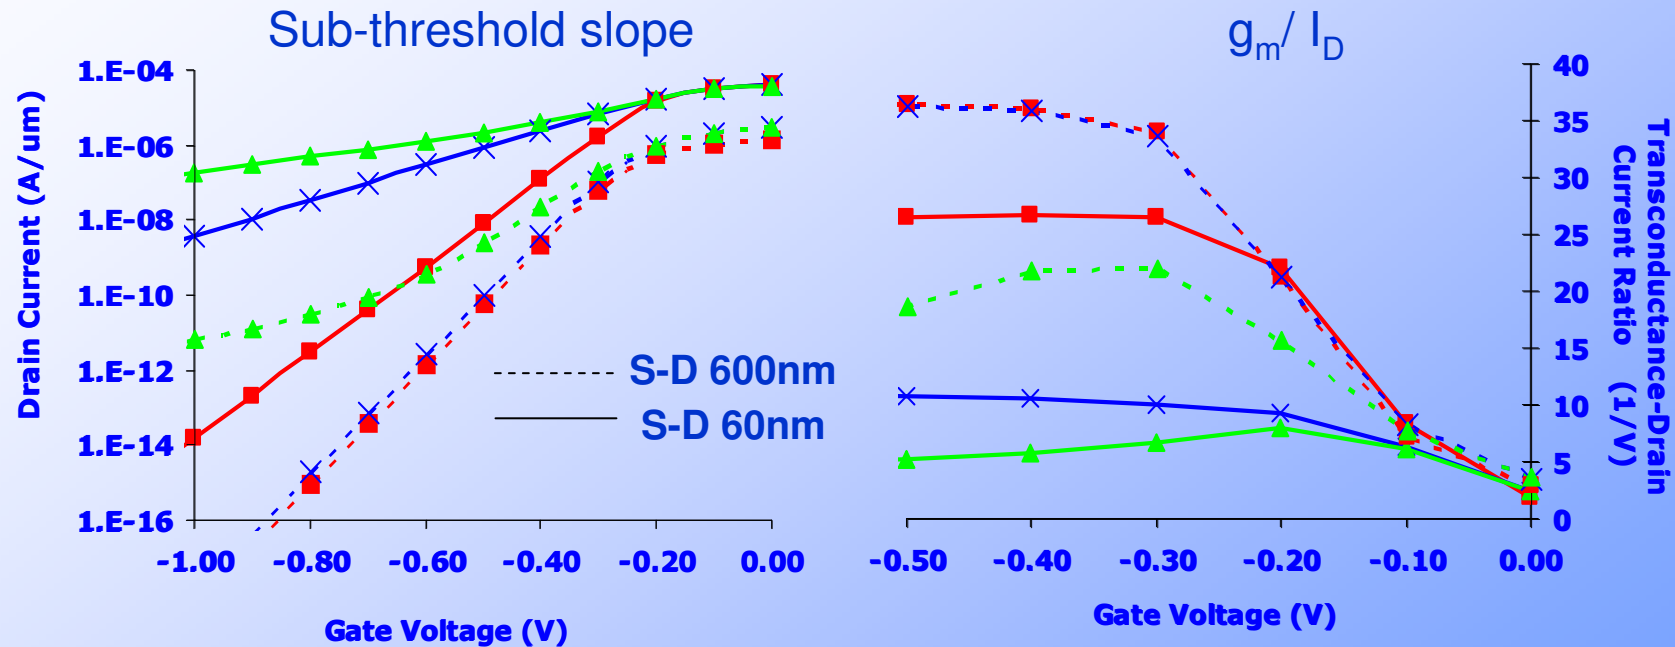 Sub-threshold slope
Drain Current (A/um)
1.E-04
1.E-06
1.E-08
1.E-10
1.E-12
1.E-14
1.E-16
-1.00 -0.80 -0.60 -0.40 -0.20 0.00
Gate Voltage (V)
S-D 600nm
S-D 60nm
gm/ ID
40
35
30
25
20
15
10
5
0
Transconductance-Drain
Current Ratio (1/V)
-0.50 -0.40 -0.30 -0.20 -0.10 0.00
Gate Voltage (V)